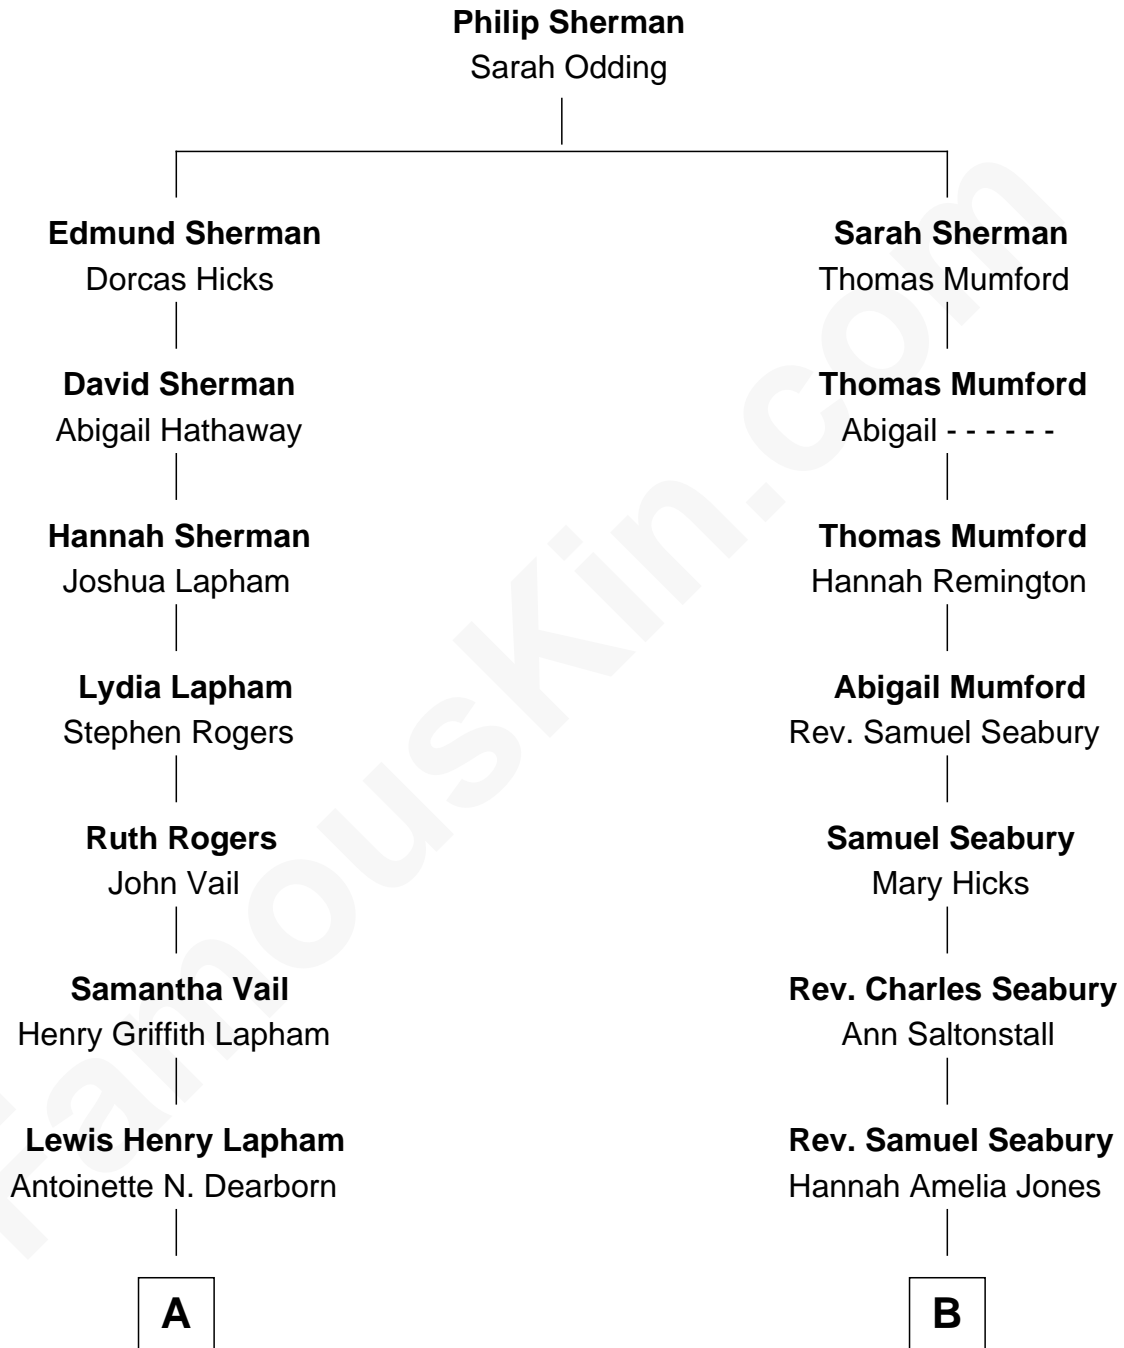 Philip Sherman
Sarah Odding
Edmund Sherman
Dorcas Hicks
Sarah Sherman
Thomas Mumford
David Sherman
Abigail Hathaway
Thomas Mumford
Abigail - - - - - -
Hannah Sherman
Joshua Lapham
Thomas Mumford
Hannah Remington
Lydia Lapham
Stephen Rogers
Abigail Mumford
Rev. Samuel Seabury
Ruth Rogers
John Vail
Samuel Seabury
Mary Hicks
Samantha Vail
Henry Griffith Lapham
Rev. Charles Seabury
Ann Saltonstall
Lewis Henry Lapham
Antoinette N. Dearborn
Rev. Samuel Seabury
Hannah Amelia Jones
A
B
FamousKin.com